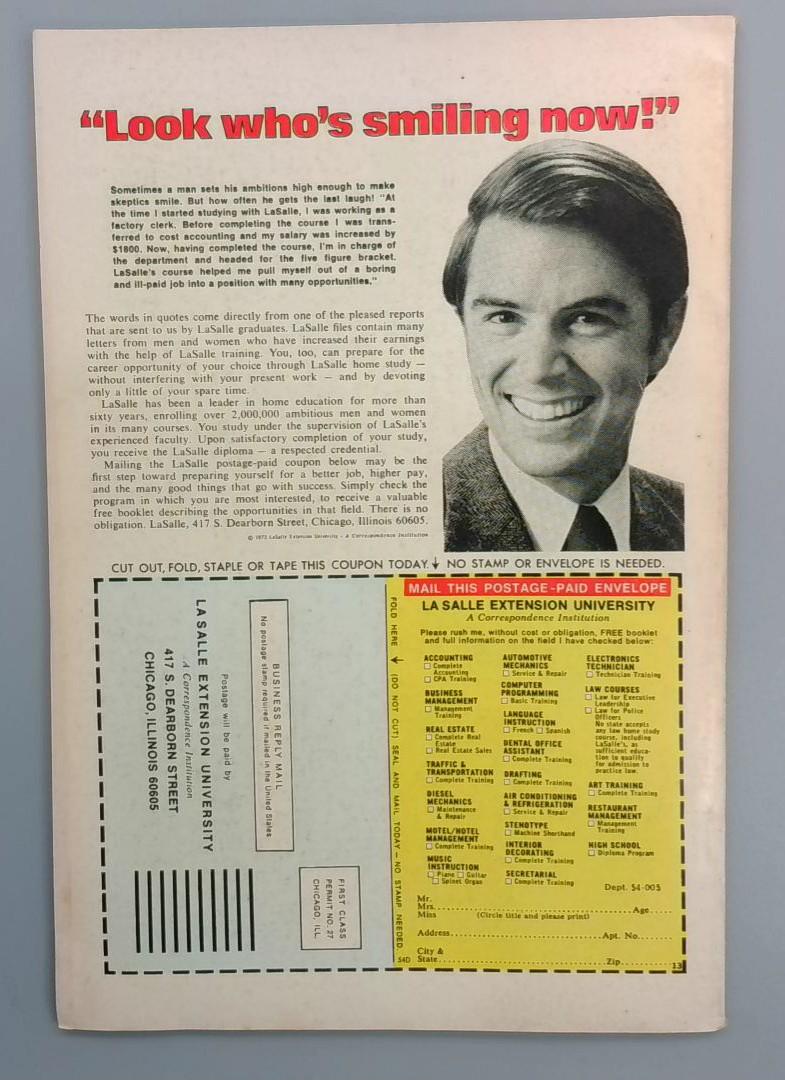 “Look who’s smiling now!”
Sometimes a man sets his ambitions high enough to make
skeptics smile. But how often he gets the last laugh! "At
the time I started studying with LaSalle, I was working as a
factory clerk. Before completing the course I was trans-
ferred to cost accounting and my salary was increased by
$1800. Now, having completed the course, I'm in charge of
the department and headed for the five figure bracket.
LaSalle's course helped me pull myself out of a boring
and ill-paid job into a position with many opportunities."
The words in quotes come directly from one of the pleased reports
that are sent to us by LaSalle graduates. LaSalle files contain many
letters from men and women who have increased their earnings
with the help of LaSalle training. You, too, can prepare for the
career opportunity of your choice through LaSalle home study —
without interfering with your present work — and by devoting
only a little of your spare time.
LaSalle has been a leader in home education for more than
sixty years, enrolling over 2,000,000 ambitious men and women
in its many courses. You study under the supervision of LaSalle's
experienced faculty. Upon satisfactory completion of your study,
you receive the LaSalle diploma — a respected credential.
Mailing the LaSalle postage-paid coupon below may be the
first step toward preparing yourself for a better job, higher pay,
and the many good things that go with success. Simply check the
program in which you are most interested, to receive a valuable
free booklet describing the opportunities in that field. There is no
obligation. LaSalle, 417 S. Dearborn Street, Chicago, Illinois 60605.
LaSalle Extension University - A Correspondence Institution
CUT OUT, FOLD, STAPLE OR TAPE THIS COUPON TODAY. ↓ NO STAMP OR ENVELOPE IS NEEDED.
BUSINESS REPLY MAIL
No postage stamp required if mailed in the United States
Postage will be paid by
LA SALLE EXTENSION UNIVERSITY
A Correspondence Institution
417 S. DEARBORN STREET
CHICAGO, ILLINOIS 60605
FIRST CLASS
PERMIT NO. 27
CHICAGO, ILL.
FOLD HERE (DO NOT CUT) SEAL AND MAIL TODAY — NO STAMP NEEDED.
MAIL THIS POSTAGE-PAID ENVELOPE
LA SALLE EXTENSION UNIVERSITY
A Correspondence Institution
Please rush me, without cost or obligation, FREE booklet
and full information on the field I have checked below:
ACCOUNTING
☐ Complete
Accounting
☐ CPA Training
BUSINESS
MANAGEMENT
☐ Management
Training
REAL ESTATE
☐ Complete Real
Estate
☐ Real Estate Sales
TRAFFIC &
TRANSPORTATION
☐ Complete Training
DIESEL
MECHANICS
☐ Maintenance
& Repair
MOTEL/HOTEL
MANAGEMENT
☐ Complete Training
MUSIC
INSTRUCTION
☐ Piano ☐ Guitar
☐ Spinet Organ
AUTOMOTIVE
MECHANICS
☐ Service & Repair
COMPUTER
PROGRAMMING
☐ Basic Training
LANGUAGE
INSTRUCTION
☐ French ☐ Spanish
DENTAL OFFICE
ASSISTANT
☐ Complete Training
DRAFTING
☐ Complete Training
AIR CONDITIONING
& REFRIGERATION
☐ Service & Repair
STENOTYPE
☐ Machine Shorthand
INTERIOR
DECORATING
☐ Complete Training
SECRETARIAL
☐ Complete Training
ELECTRONICS
TECHNICIAN
☐ Technician Training
LAW COURSES
☐ Law for Executive
Leadership
☐ Law for Police
Officers
No state accepts
any law home study
course, including
LaSalle's, as
sufficient educa-
tion to qualify
for admission to
practice law.
ART TRAINING
☐ Complete Training
RESTAURANT
MANAGEMENT
☐ Management
Training
HIGH SCHOOL
☐ Diploma Program
Dept. 54-005
Mr.
Mrs. Age
Miss (Circle title and please print)
Address Apt. No.
City &
State Zip
54D
13